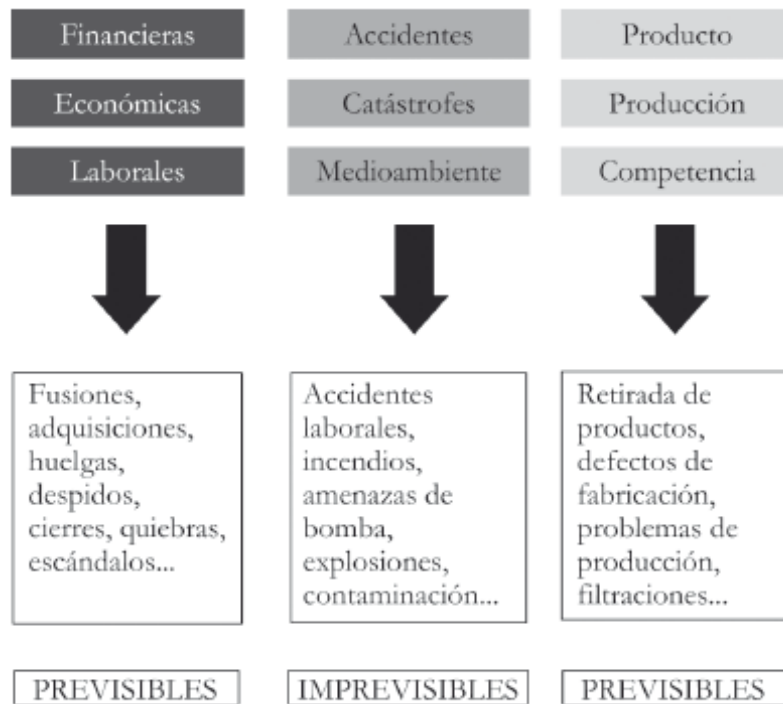 Financieras
Económicas
Laborales
Accidentes
Catástrofes
Medioambiente
Producto
Producción
Competencia
Fusiones,
adquisiciones,
huelgas,
despidos,
cierres, quiebras,
escándalos...
PREVISIBLES
Accidentes
laborales,
incendios,
amenazas de
bomba,
explosiones,
contaminación...
IMPREVISIBLES
Retirada de
productos,
defectos de
fabricación,
problemas de
producción,
filtraciones...
PREVISIBLES